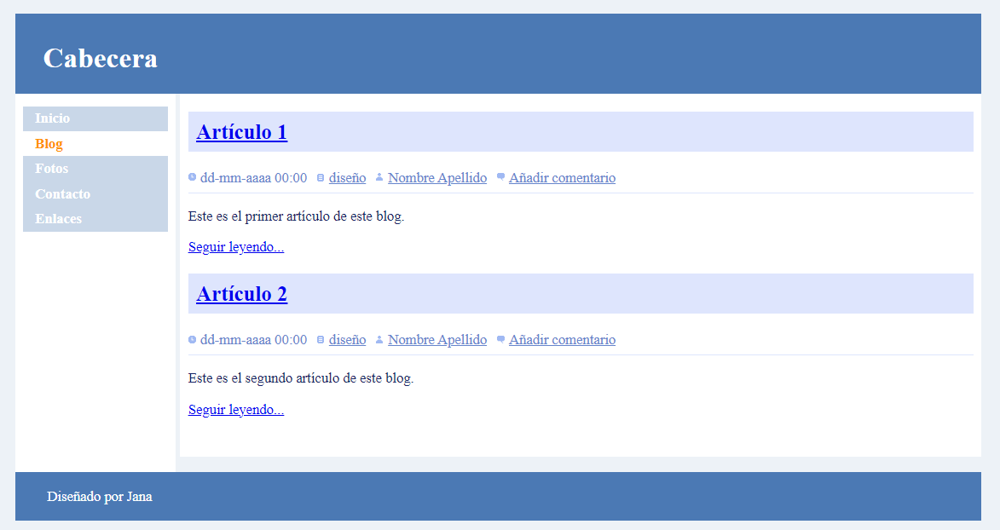 Cabecera
Inicio
Blog
Fotos
Contacto
Enlaces
Artículo 1
dd-mm-aaaa 00:00 diseño Nombre Apellido Añadir comentario
Este es el primer artículo de este blog.
Seguir leyendo...
Artículo 2
dd-mm-aaaa 00:00 diseño Nombre Apellido Añadir comentario
Este es el segundo artículo de este blog.
Seguir leyendo...
Diseñado por Jana